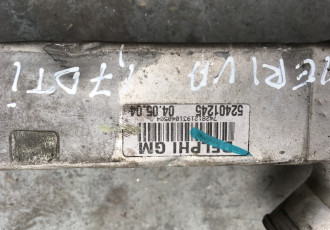 MERIVA
1,7 DTi
DELPHI GM
52401245 04.05.04